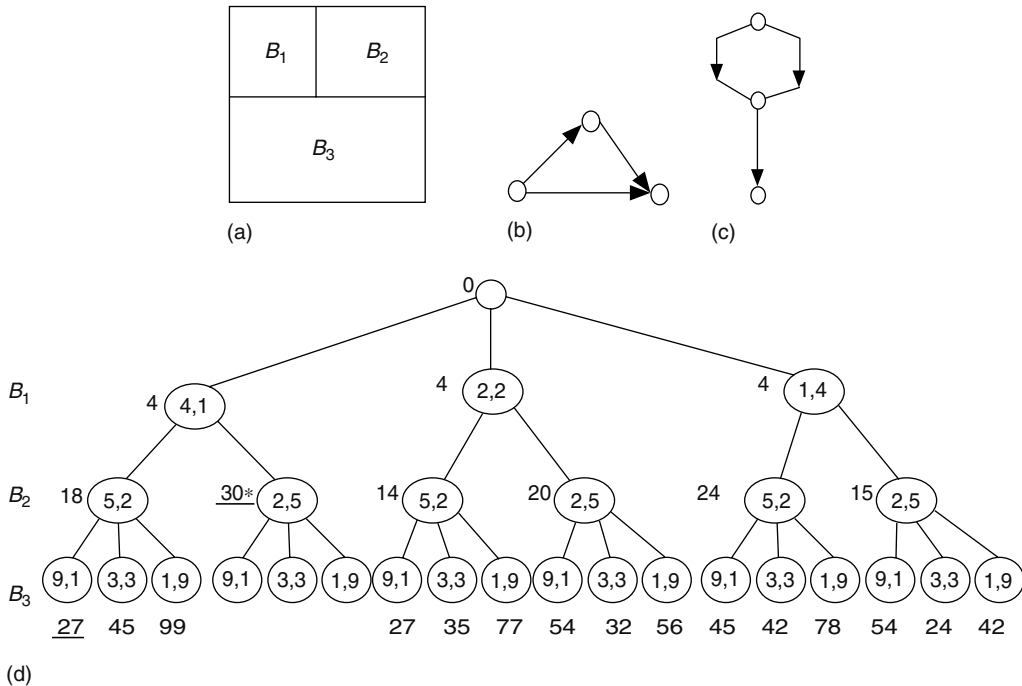 B1 B2
B3
(a)
(b)
(c)
0
B1 4 4,1 4 2,2 4 1,4
B2 18 5,2 30* 2,5 14 5,2 20 2,5 24 5,2 15 2,5
B3 9,1 3,3 1,9 9,1 3,3 1,9 9,1 3,3 1,9 9,1 3,3 1,9 9,1 3,3 1,9 9,1 3,3 1,9
27 45 99 27 35 77 54 32 56 45 42 78 54 24 42
(d)